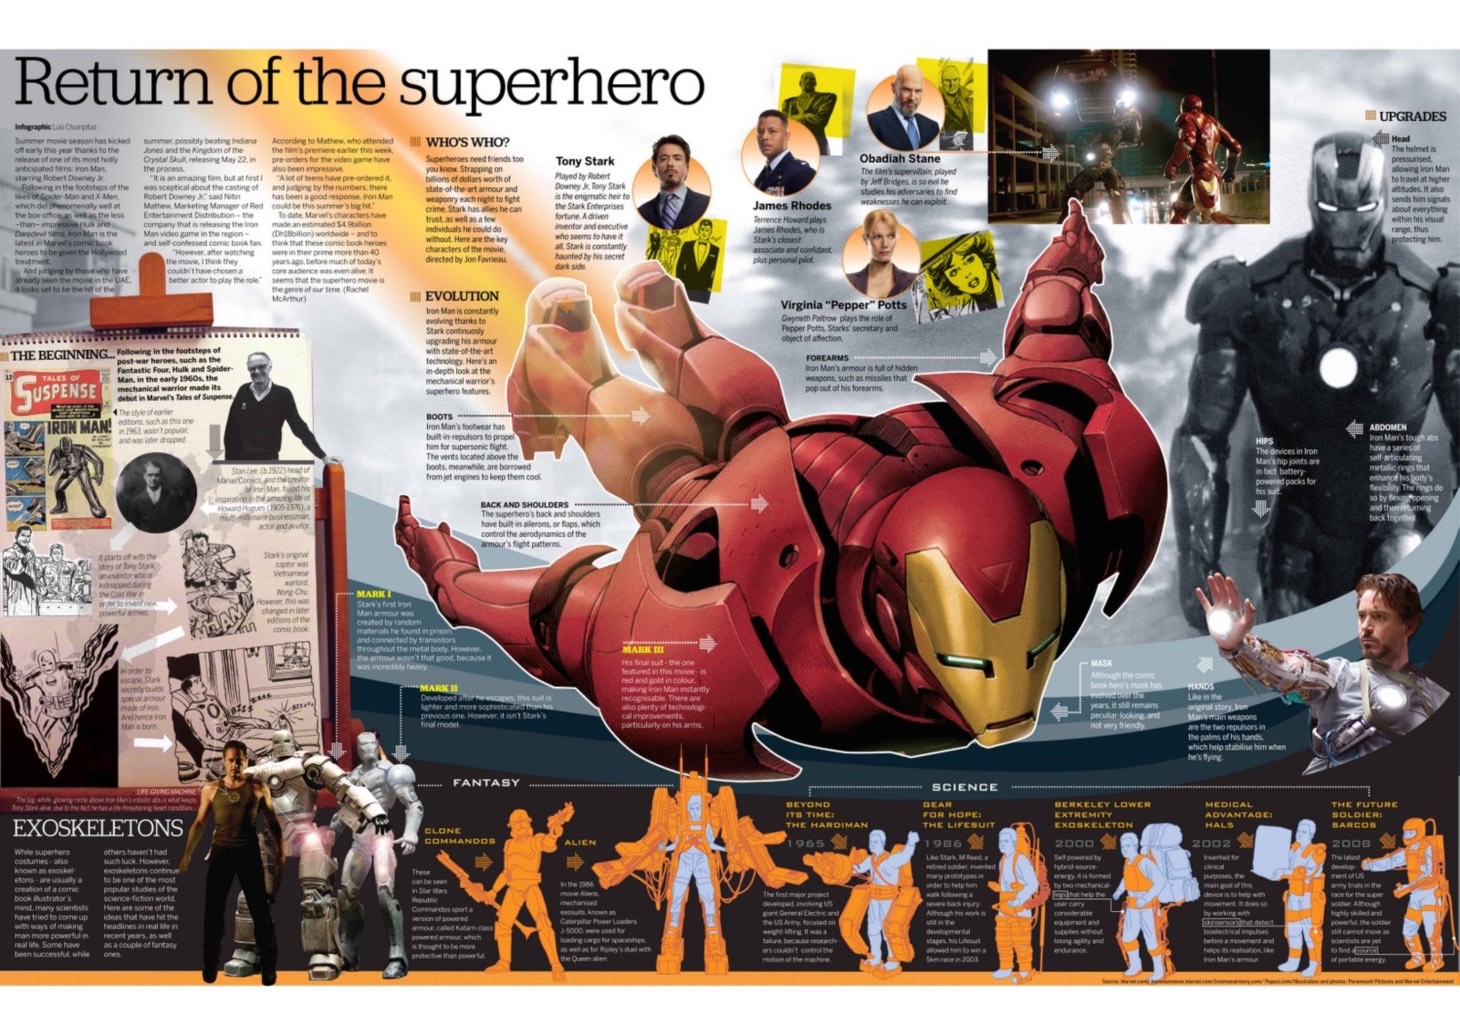 Return of the superhero
Infographic Luis Chumpitaz
Summer movie season has kicked
off early this year thanks to the
release of one of its most hotly
anticipated films: Iron Man,
starring Robert Downey Jr.
Following in the footsteps of the
likes of Spider-Man and X-Men,
which did phenomenally well at
the box-office, as well as the less
–than– impressive Hulk and
Daredevil films, Iron Man is the
latest in Marvel's comic book
heroes to be given the Hollywood
treatment.
And judging by those who have
already seen the movie in the UAE,
it looks set to be the hit of the
summer, possibly beating Indiana
Jones and the Kingdom of the
Crystal Skull, releasing May 22, in
the process.
"It is an amazing film, but at first I
was sceptical about the casting of
Robert Downey Jr," said Nitin
Mathew, Marketing Manager of Red
Entertainment Distribution – the
company that is releasing the Iron
Man video game in the region –
and self-confessed comic book fan.
"However, after watching
the movie, I think they
couldn't have chosen a
better actor to play the role."
According to Mathew, who attended
the film's premiere earlier this week,
pre-orders for the video game have
also been impressive.
"A lot of teens have pre-ordered it,
and judging by the numbers, there
has been a good response. Iron Man
could be this summer's big hit."
To date, Marvel's characters have
made an estimated $4.9billion
(Dh18billion) worldwide – and to
think that these comic book heroes
were in their prime more than 40
years ago, before much of today's
core audience was even alive. It
seems that the superhero movie is
the genre of our time. (Rachel
McArthur)
WHO'S WHO?
Superheroes need friends too
you know. Strapping on
billions of dollars worth of
state-of-the-art armour and
weaponry each night to fight
crime, Stark has allies he can
trust, as well as a few
individuals he could do
without. Here are the key
characters of the movie,
directed by Jon Favrieau.
Tony Stark
Played by Robert
Downey Jr, Tony Stark
is the enigmatic heir to
the Stark Enterprises
fortune. A driven
inventor and executive
who seems to have it
all, Stark is constantly
haunted by his secret
dark side.
James Rhodes
Terrence Howard plays
James Rhodes, who is
Stark's closest
associate and confidant,
plus personal pilot.
Obadiah Stane
The film's supervillain, played
by Jeff Bridges, is so evil he
studies his adversaries to find
weaknesses he can exploit.
Virginia "Pepper" Potts
Gwyneth Paltrow plays the role of
Pepper Potts, Starks' secretary and
object of affection.
EVOLUTION
Iron Man is constantly
evolving thanks to
Stark continuously
upgrading his armour
with state-of-the-art
technology. Here's an
in-depth look at the
mechanical warrior's
superhero features.
BOOTS
Iron Man's footwear has
built-in-repulsors to propel
him for supersonic flight.
The vents located above the
boots, meanwhile, are borrowed
from jet engines to keep them cool.
BACK AND SHOULDERS
The superhero's back and shoulders
have built-in ailerons, or flaps, which
control the aerodynamics of the
armour's flight patterns.
FOREARMS
Iron Man's armour is full of hidden
weapons, such as missiles that
pop out of his forearms.
UPGRADES
Head
The helmet is
pressurised,
allowing Iron Man
to travel at higher
altitudes. It also
sends him signals
about everything
within his visual
range, thus
protecting him.
HIPS
The devices in Iron
Man's hip joints are
in fact battery-
powered packs for
his suit.
ABDOMEN
Iron Man's tough abs
have a series of
self-articulating
metallic rings that
enhance his body's
flexibility. The rings do
so by flexing, opening
and then returning
back together.
THE BEGINNING...
Following in the footsteps of
post-war heroes, such as the
Fantastic Four, Hulk and Spider-
Man, in the early 1960s, the
mechanical warrior made its
debut in Marvel's Tales of Suspense.
TALES OF
SUSPENSE
IRON MAN!
The style of earlier
editions, such as this one
in 1963, wasn't popular,
and was later dropped.
Stan Lee, (b.1922) head of
Marvel Comics, and the creator
of Iron Man, found his
inspiration in the amazing life of
Howard Hugues (1905-1976), a
multi-millionaire businessman,
actor and aviator.
It starts off with the
story of Tony Stark,
an inventor who is
kidnapped during
the Cold War in
order to invent new,
powerful armies.
Stark's original
captor was
Vietnamese
warlord,
Wong-Chu.
However, this was
changed in later
editions of the
comic book.
In order to
escape, Stark
secretly builds
special armour
made of iron.
And hence Iron
Man is born.
LIFE-GIVING MACHINE
The big, white, glowing circle above Iron Man's robotic abs is what keeps
Tony Stark alive, due to the fact he has a life-threatening heart condition...
MARK I
Stark's first Iron
Man armour was
created by random
materials he found in prison,
and connected by transistors
throughout the metal body. However,
the armour wasn't that good, because it
was incredibly heavy.
MARK II
Developed after he escapes, this suit is
lighter and more sophisticated than his
previous one. However, it isn't Stark's
final model.
MARK III
His final suit - the one
featured in this movie - is
red and gold in colour,
making Iron Man instantly
recognisable. There are
also plenty of technologi-
cal improvements,
particularly on his arms.
MASK
Although the comic
book hero's mask has
evolved over the
years, it still remains
peculiar-looking, and
not very friendly.
HANDS
Like in the
original story, Iron
Man's main weapons
are the two repulsors in
the palms of his hands,
which help stabilise him when
he's flying.
EXOSKELETONS
While superhero
costumes - also
known as exoskel-
etons - are usually a
creation of a comic
book illustrator's
mind, many scientists
have tried to come up
with ways of making
man more powerful in
real life. Some have
been successful, while
others haven't had
such luck. However,
exoskeletons continue
to be one of the most
popular studies of the
science-fiction world.
Here are some of the
ideas that have hit the
headlines in real life in
recent years, as well
as a couple of fantasy
ones.
FANTASY
CLONE
COMMANDOS
These
can be seen
in Star Wars.
Republic
Commandos sport a
version of powered
armour, called Katarn-class
powered armour, which
is thought to be more
protective than powerful.
ALIEN
In the 1986
movie Aliens,
mechanised
exosuits, known as
Caterpillar Power Loaders
J-5000, were used for
loading cargo for spaceships,
as well as for Ripley's duel with
the Queen alien.
SCIENCE
BEYOND
ITS TIME:
THE HARDIMAN
1965
The first major project
developed, involving US
giant General Electric and
the US Army, focused on
weight-lifting. It was a
failure, because research-
ers couldn't control the
motion of the machine.
GEAR
FOR HOPE:
THE LIFESUIT
1986
Like Stark, M Reed, a
retired soldier, invented
many prototypes in
order to help him
walk following a
severe back injury.
Although his work is
still in the
developmental
stages, his Lifesuit
allowed him to win a
5km race in 2003.
BERKELEY LOWER
EXTREMITY
EXOSKELETON
2000
Self powered by
hybrid-source-
energy, it is formed
by two mechanical-
legs that help the
user carry
considerable
equipment and
supplies without
losing agility and
endurance.
MEDICAL
ADVANTAGE:
HALS
2002
Invented for
clinical
purposes, the
main goal of this
device is to help with
movement. It does so
by working with
skinsensors that detect
bioelectrical impulses
before a movement and
helps its realisation, like
Iron Man's armour.
THE FUTURE
SOLDIER:
SARCOS
2008
The latest
develop-
ment of US
army trials in the
race for the super
soldier. Although
highly skilled and
powerful, the soldier
still cannot move as
scientists are yet
to find source
of portable energy.
Source: Marvel.com/ ironmanmovie.marvel.com/ironmanarmory.com/ Popsci.com/Illustration and photos: Paramount Pictures and Marvel Entertainment